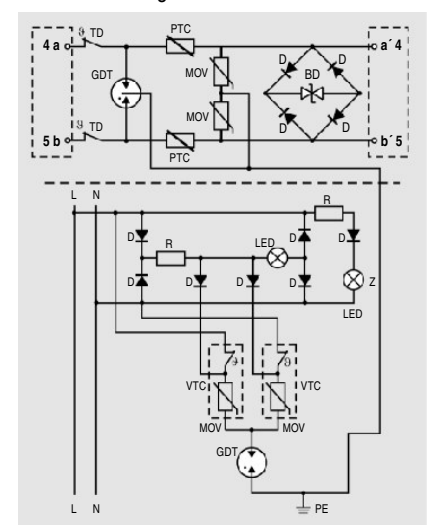 ϑ TD PTC
4 a a´4
GDT MOV D BD D
MOV D D
ϑ TD
5 b b´5
PTC
L N
R
D R LED D D
D D D D Z
LED
ϑ ϑ
VTC VTC
MOV MOV
GDT
PE
L N